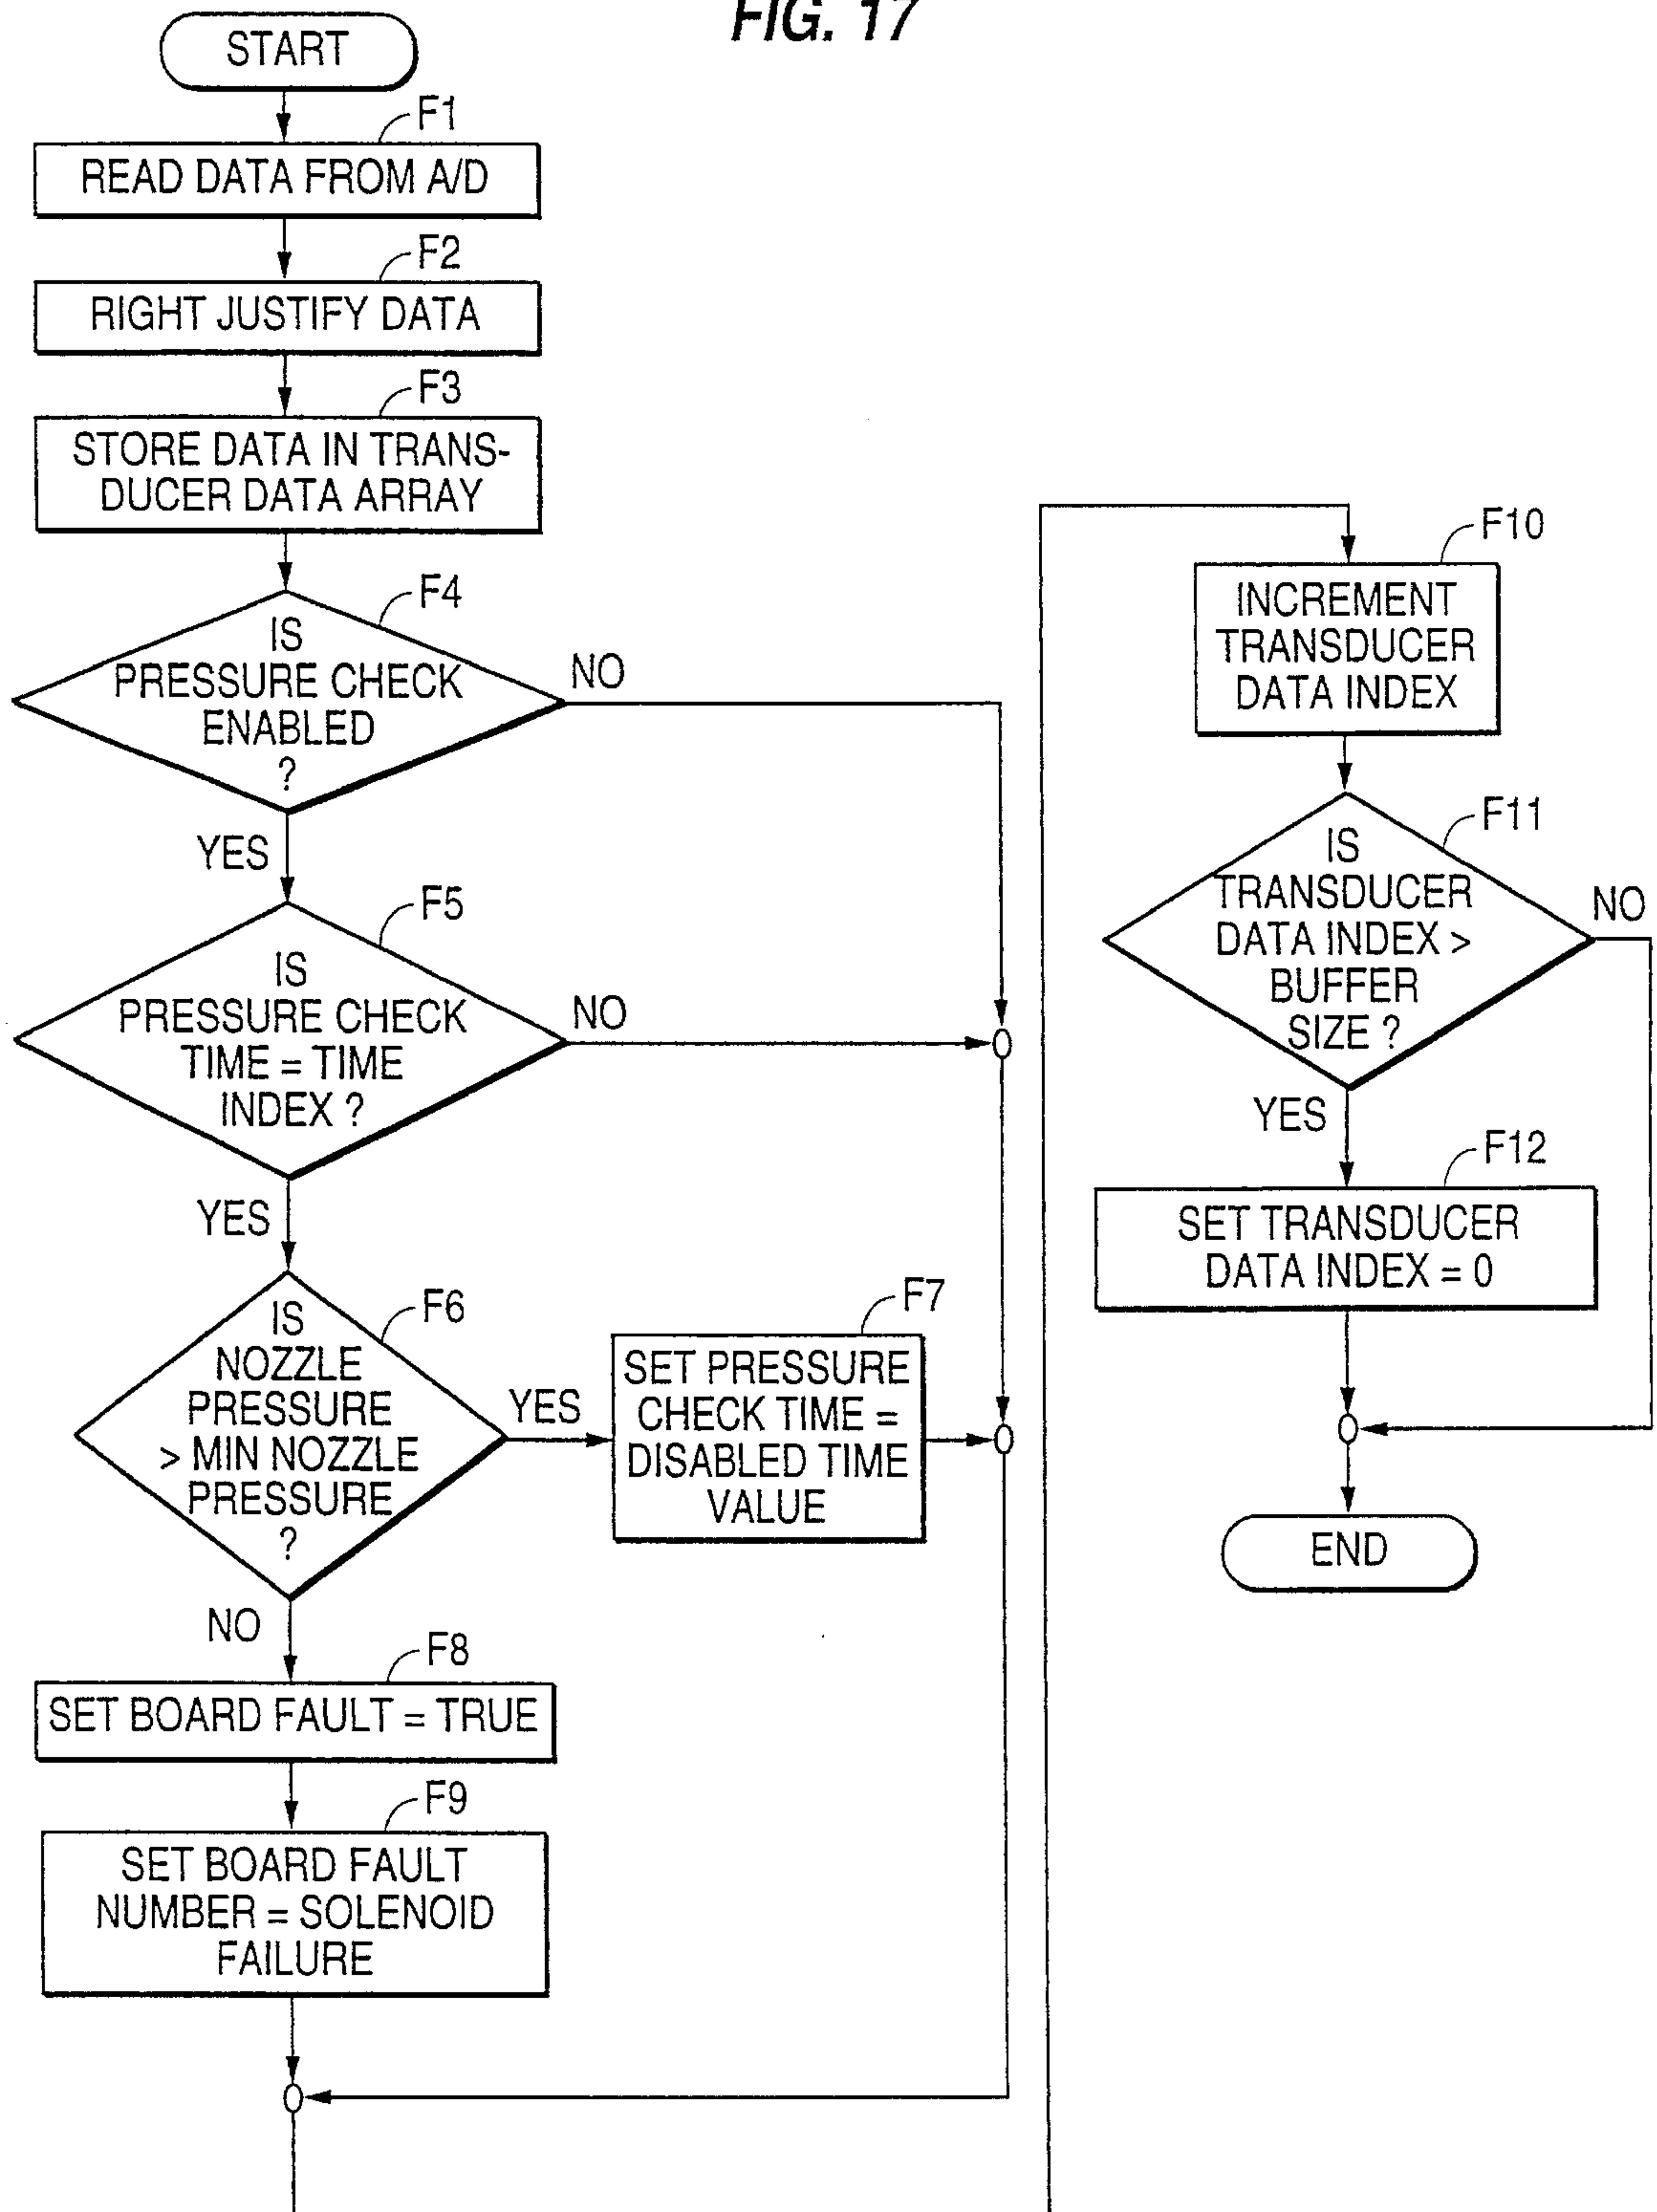 FIG. 17
START
F1
READ DATA FROM A/D
F2
RIGHT JUSTIFY DATA
F3
STORE DATA IN TRANS-
DUCER DATA ARRAY
F4
IS
PRESSURE CHECK
ENABLED
?
NO
YES
F5
IS
PRESSURE CHECK
TIME = TIME
INDEX ?
NO
YES
F6
IS
NOZZLE
PRESSURE
> MIN NOZZLE
PRESSURE
?
YES
F7
SET PRESSURE
CHECK TIME =
DISABLED TIME
VALUE
NO
F8
SET BOARD FAULT = TRUE
F9
SET BOARD FAULT
NUMBER = SOLENOID
FAILURE
F10
INCREMENT
TRANSDUCER
DATA INDEX
F11
IS
TRANSDUCER
DATA INDEX >
BUFFER
SIZE ?
NO
YES
F12
SET TRANSDUCER
DATA INDEX = 0
END